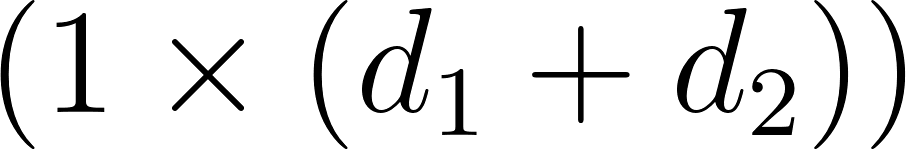 (1 × (d₁ + d₂))